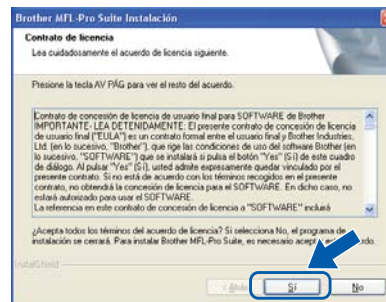 Brother MFL-Pro Suite Instalación
Contrato de licencia
Lea cuidadosamente el acuerdo de licencia siguiente.
Presione la tecla AV PÁG para ver el resto del acuerdo.
Contrato de concesión de licencia de usuario final para SOFTWARE de Brother
IMPORTANTE- LEA DETENIDAMENTE: El presente contrato de concesión de licencia
de usuario final ("EULA") es un contrato formal entre el usuario final y Brother Industries,
Ltd. (en lo sucesivo, "Brother"), que rige las condiciones de uso del software Brother (en
lo sucesivo, "SOFTWARE") que se instalará si pulsa el botón "Yes" (Sí) de este cuadro
de diálogo. Al pulsar "Yes" (Sí), usted admite expresamente quedar vinculado por el
presente contrato. Si no está de acuerdo con los términos recogidos en el presente
contrato, no obtendrá la concesión de licencia para el SOFTWARE. En dicho caso, no
estará autorizado para usar el SOFTWARE.
La referencia en este contrato de concesión de licencia a "SOFTWARE" incluirá
¿Acepta todos los términos del acuerdo de licencia? Si selecciona No, el programa de
instalación se cerrará. Para instalar Brother MFL-Pro Suite, es necesario aceptar es
InstallShield
< Atrás
Sí
No